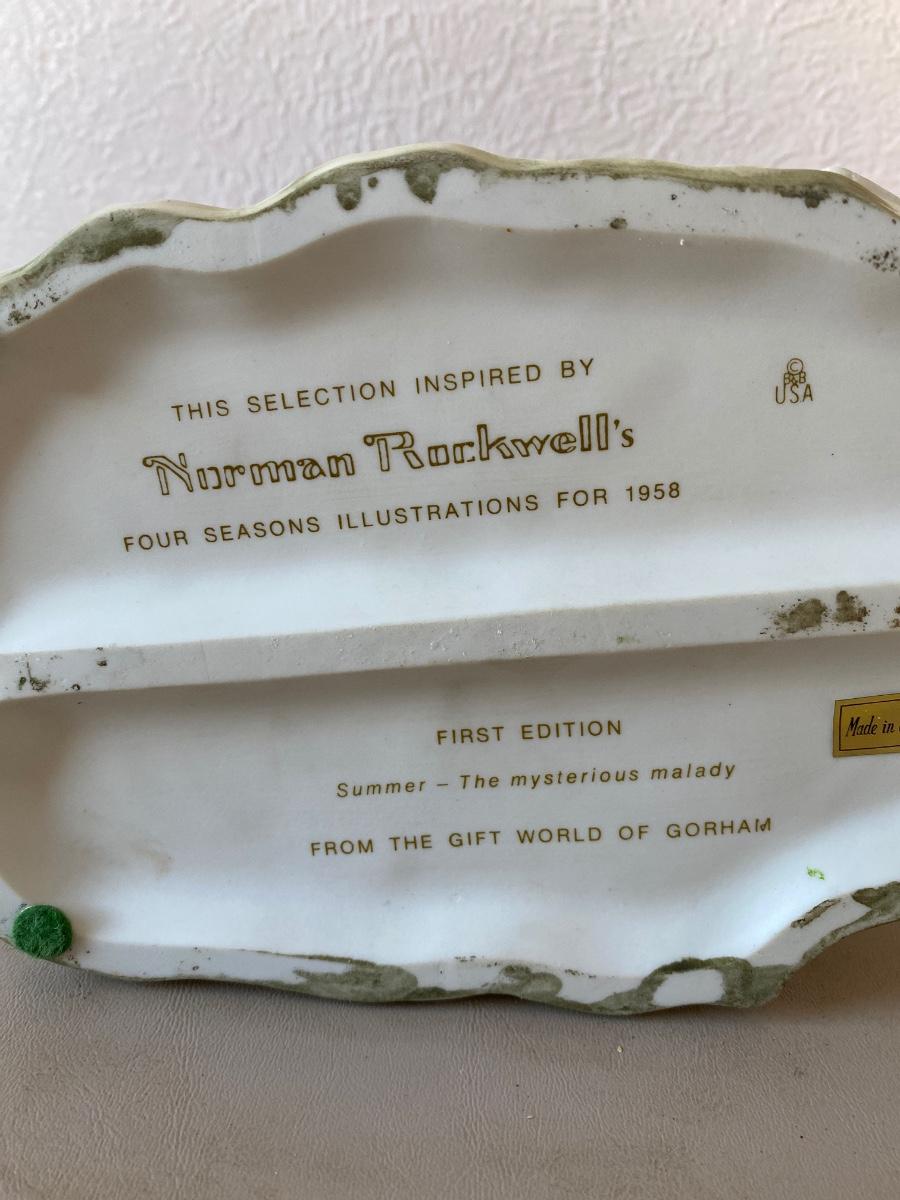 THIS SELECTION INSPIRED BY
Norman Rockwell's
FOUR SEASONS ILLUSTRATIONS FOR 1958
©
B&B
USA
FIRST EDITION
Summer – The mysterious malady
FROM THE GIFT WORLD OF GORHAM
Made in